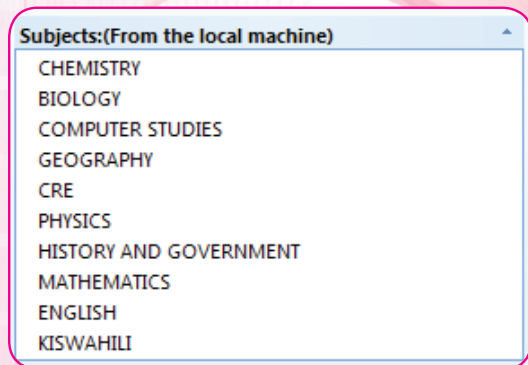 Subjects:(From the local machine)
CHEMISTRY
BIOLOGY
COMPUTER STUDIES
GEOGRAPHY
CRE
PHYSICS
HISTORY AND GOVERNMENT
MATHEMATICS
ENGLISH
KISWAHILI